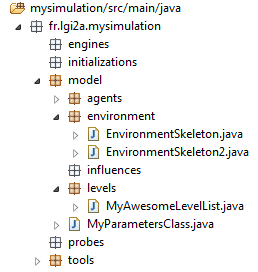 mysimulation/src/main/java
fr.lgi2a.mysimulation
engines
initializations
model
agents
environment
EnvironmentSkeleton.java
EnvironmentSkeleton2.java
influences
levels
MyAwesomeLevelList.java
MyParametersClass.java
probes
tools